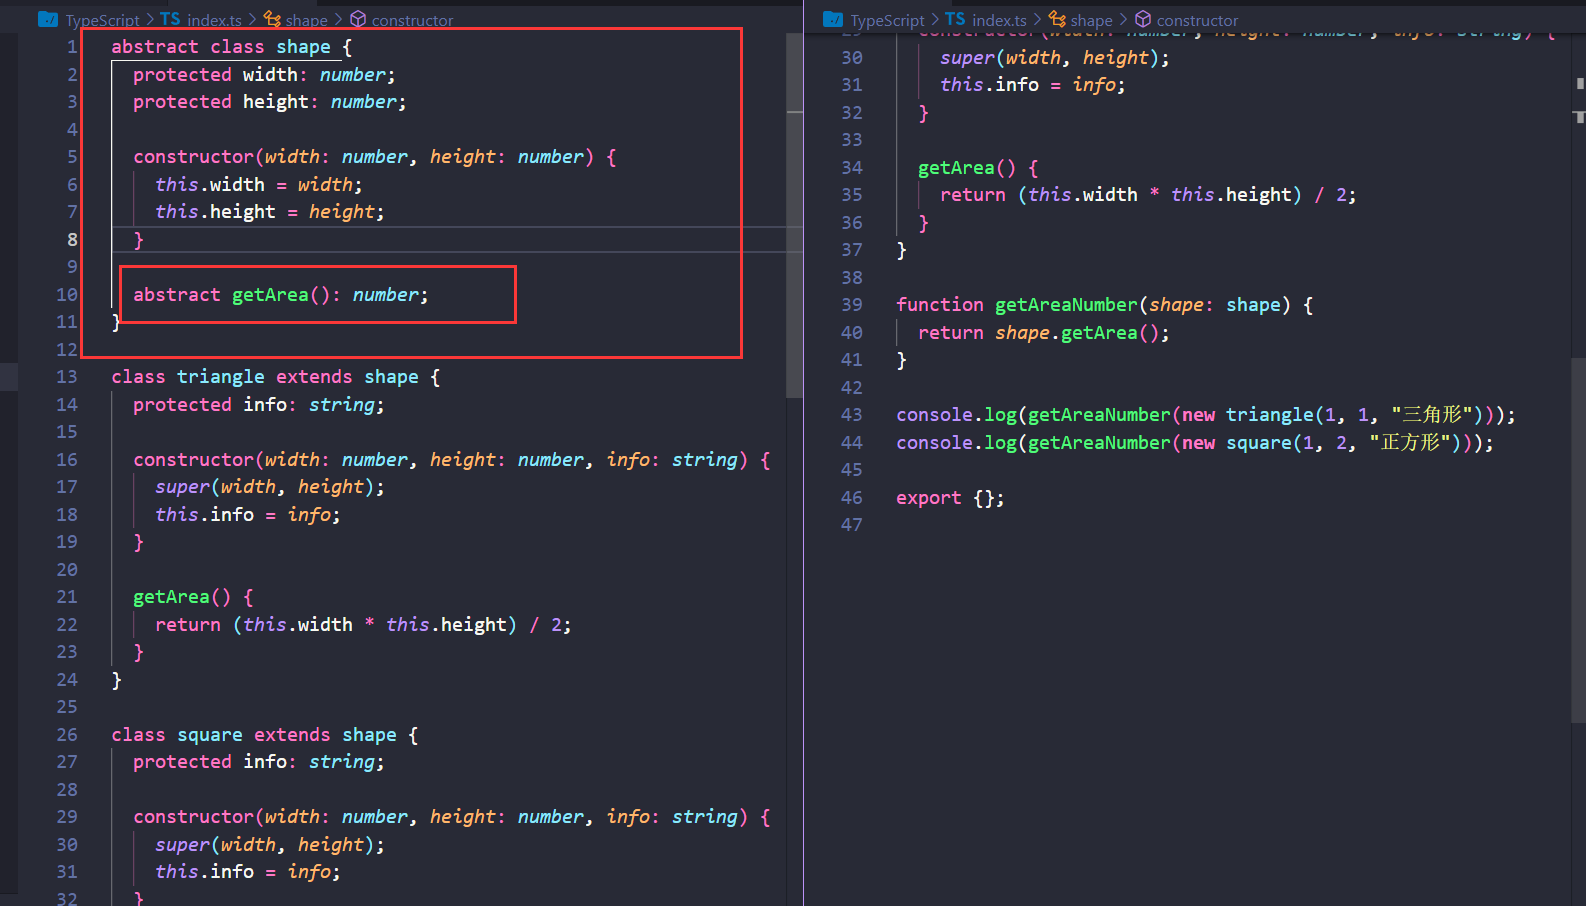 TypeScript > TS index.ts > shape > constructor
1 abstract class shape {
2 protected width: number;
3 protected height: number;
4
5 constructor(width: number, height: number) {
6 this.width = width;
7 this.height = height;
8 }
9
10 abstract getArea(): number;
11 }
12
13 class triangle extends shape {
14 protected info: string;
15
16 constructor(width: number, height: number, info: string) {
17 super(width, height);
18 this.info = info;
19 }
20
21 getArea() {
22 return (this.width * this.height) / 2;
23 }
24 }
25
26 class square extends shape {
27 protected info: string;
28
29 constructor(width: number, height: number, info: string) {
30 super(width, height);
31 this.info = info;
32 }
TypeScript > TS index.ts > shape > constructor
29 constructor(width: number, height: number, info: string) {
30 super(width, height);
31 this.info = info;
32 }
33
34 getArea() {
35 return (this.width * this.height) / 2;
36 }
37 }
38
39 function getAreaNumber(shape: shape) {
40 return shape.getArea();
41 }
42
43 console.log(getAreaNumber(new triangle(1, 1, "三角形")));
44 console.log(getAreaNumber(new square(1, 2, "正方形")));
45
46 export {};
47